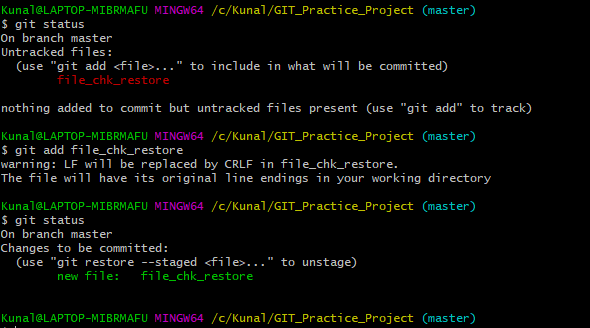 Kunal@LAPTOP-MIBRMAFU MINGW64 /c/Kunal/GIT_Practice_Project (master)
$ git status
On branch master
Untracked files:
  (use "git add <file>..." to include in what will be committed)
        file_chk_restore

nothing added to commit but untracked files present (use "git add" to track)

Kunal@LAPTOP-MIBRMAFU MINGW64 /c/Kunal/GIT_Practice_Project (master)
$ git add file_chk_restore
warning: LF will be replaced by CRLF in file_chk_restore.
The file will have its original line endings in your working directory

Kunal@LAPTOP-MIBRMAFU MINGW64 /c/Kunal/GIT_Practice_Project (master)
$ git status
On branch master
Changes to be committed:
  (use "git restore --staged <file>..." to unstage)
        new file:   file_chk_restore


Kunal@LAPTOP-MIBRMAFU MINGW64 /c/Kunal/GIT_Practice_Project (master)